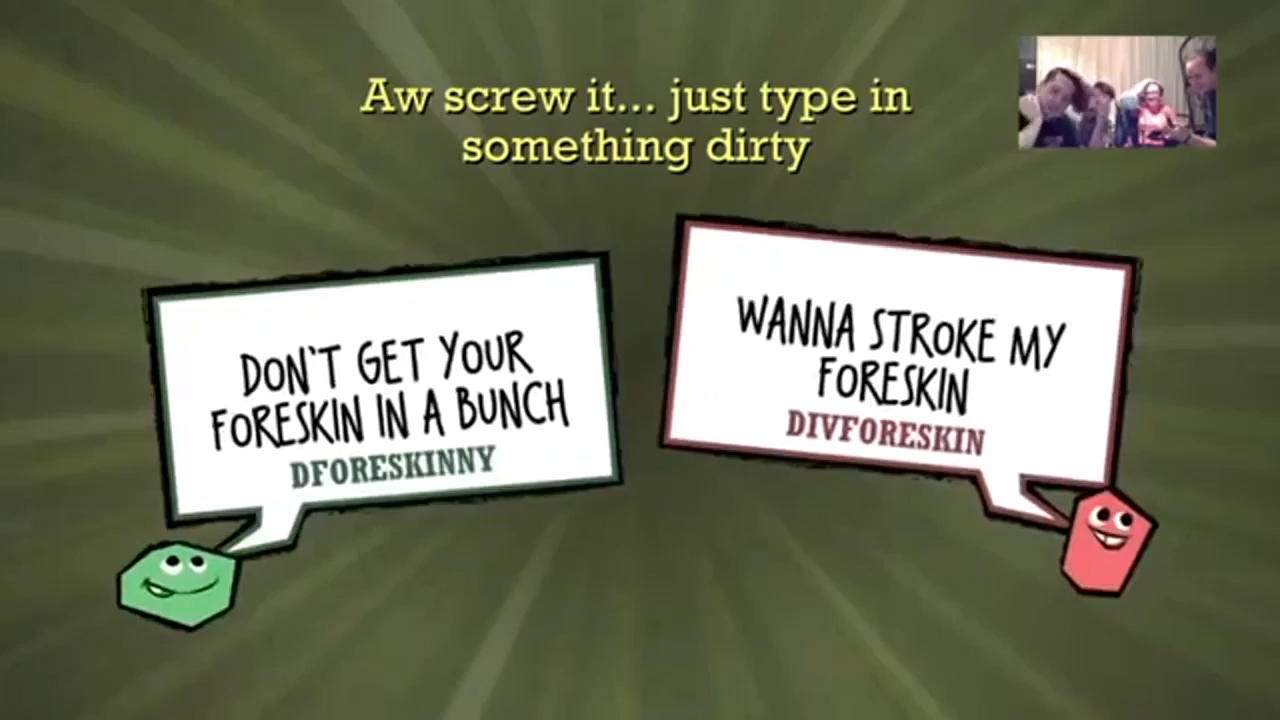 Aw screw it... just type in
something dirty
DON'T GET YOUR
FORESKIN IN A BUNCH
DFORESKINNY
WANNA STROKE MY
FORESKIN
DIVFORESKIN